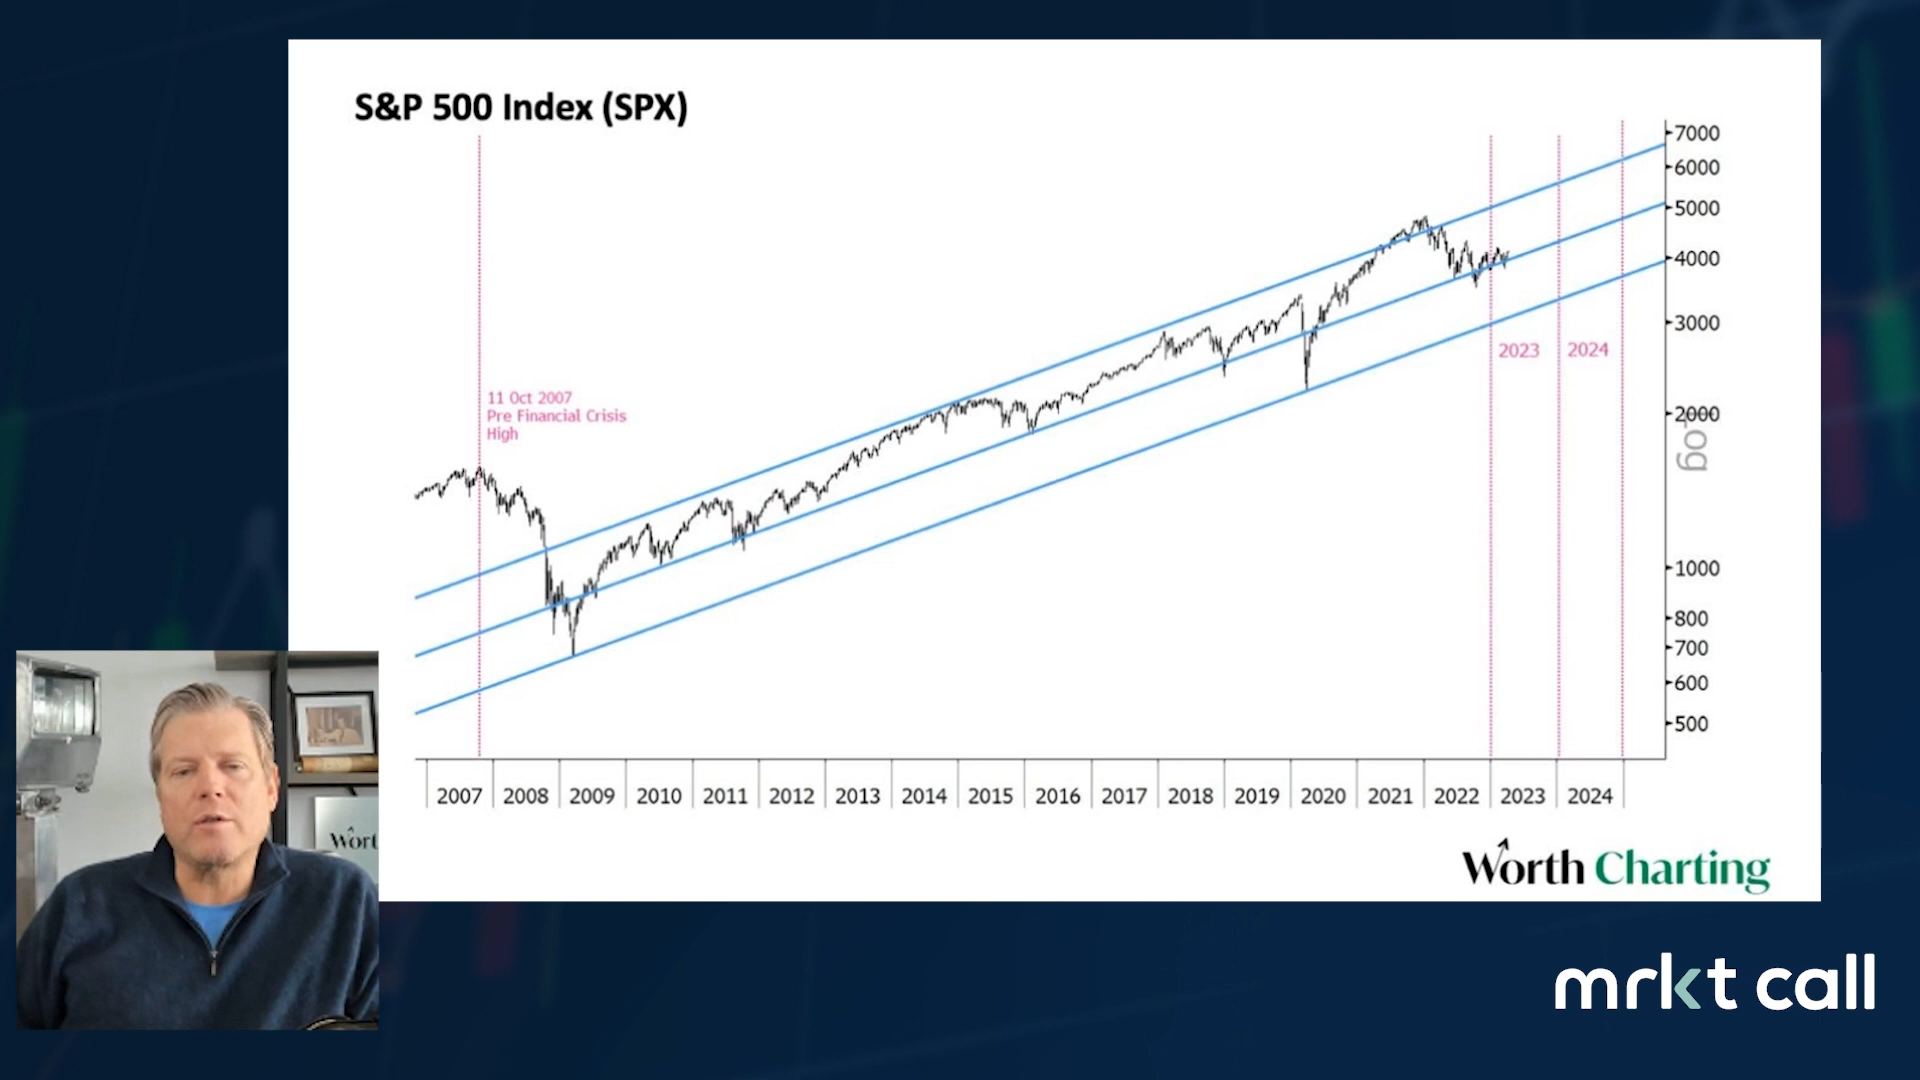 S&P 500 Index (SPX)
7000
6000
5000
4000
3000
2023
2024
11 Oct 2007
Pre Financial Crisis
High
2000
Log
1000
800
700
600
500
2007 2008 2009 2010 2011 2012 2013 2014 2015 2016 2017 2018 2019 2020 2021 2022 2023 2024
Wort
Worth Charting
mrkt call